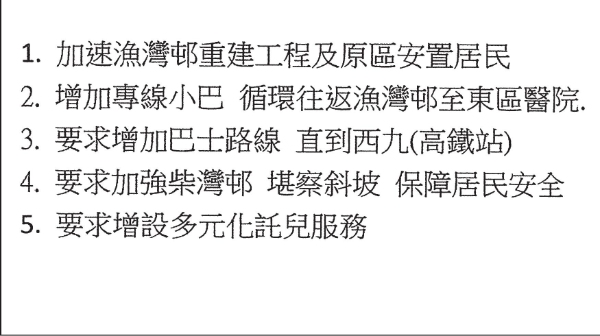 1. 加速漁灣邨重建工程及原區安置居民
2. 增加專線小巴 循環往返漁灣邨至東區醫院.
3. 要求增加巴士路線 直到西九(高鐵站)
4. 要求加強柴灣邨 堪察斜坡 保障居民安全
5. 要求增設多元化託兒服務